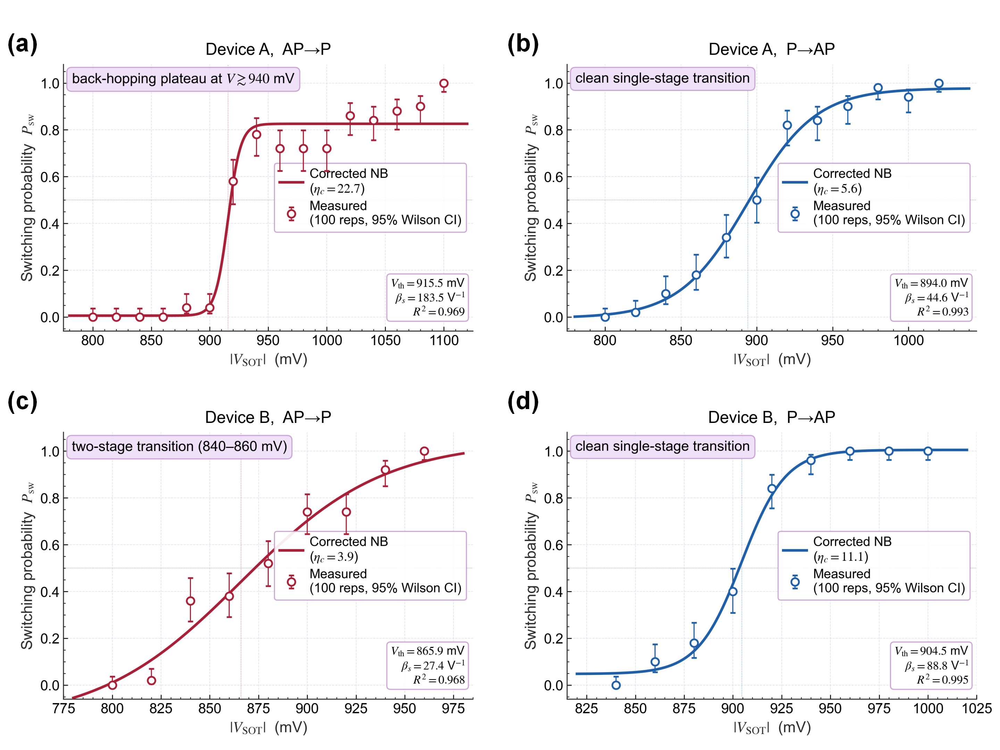 (a)
Device A, AP→P
back-hopping plateau at V≳940 mV
Switching probability P_sw
1.0
0.8
0.6
0.4
0.2
0.0
Corrected NB
(η_c = 22.7)
Measured
(100 reps, 95% Wilson CI)
V_th = 915.5 mV
β_s = 183.5 V⁻¹
R² = 0.969
800 850 900 950 1000 1050 1100
|V_SOT| (mV)
(b)
Device A, P→AP
clean single-stage transition
Switching probability P_sw
1.0
0.8
0.6
0.4
0.2
0.0
Corrected NB
(η_c = 5.6)
Measured
(100 reps, 95% Wilson CI)
V_th = 894.0 mV
β_s = 44.6 V⁻¹
R² = 0.993
800 850 900 950 1000
|V_SOT| (mV)
(c)
Device B, AP→P
two-stage transition (840–860 mV)
Switching probability P_sw
1.0
0.8
0.6
0.4
0.2
0.0
Corrected NB
(η_c = 3.9)
Measured
(100 reps, 95% Wilson CI)
V_th = 865.9 mV
β_s = 27.4 V⁻¹
R² = 0.968
775 800 825 850 875 900 925 950 975
|V_SOT| (mV)
(d)
Device B, P→AP
clean single-stage transition
Switching probability P_sw
1.0
0.8
0.6
0.4
0.2
0.0
Corrected NB
(η_c = 11.1)
Measured
(100 reps, 95% Wilson CI)
V_th = 904.5 mV
β_s = 88.8 V⁻¹
R² = 0.995
825 850 875 900 925 950 975 1000 1025
|V_SOT| (mV)